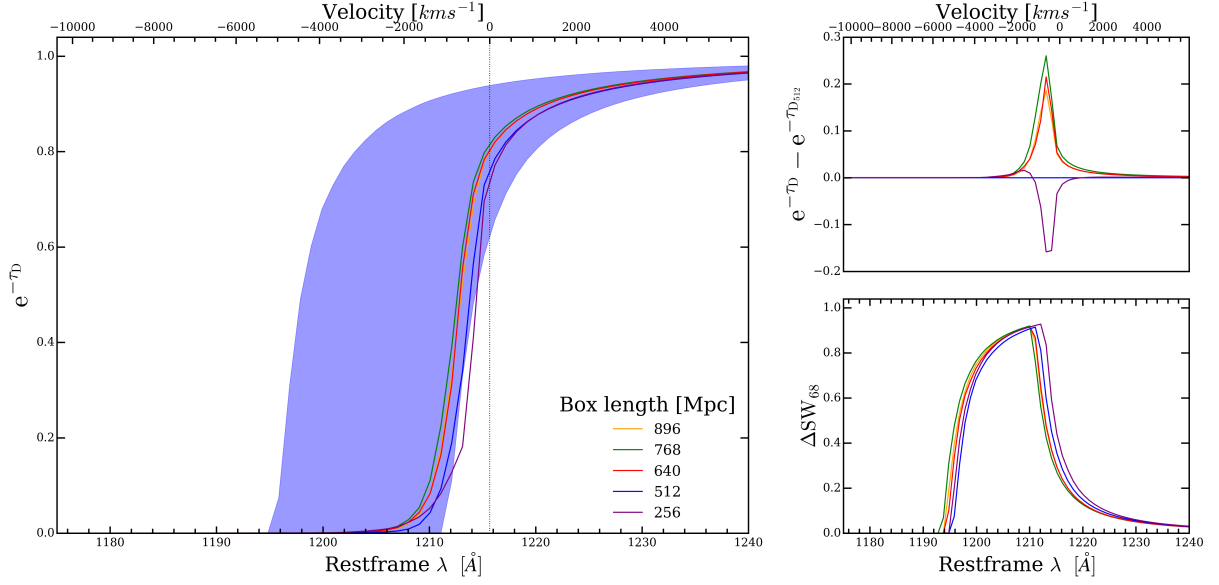 Velocity [kms⁻¹]
−10000 −8000 −6000 −4000 −2000 0 2000 4000
1.0
0.8
0.6
0.4
0.2
0.0
e^{−τ_D}
Box length [Mpc]
896
768
640
512
256
1180 1190 1200 1210 1220 1230 1240
Restframe λ [Å]
Velocity [kms⁻¹]
−10000 −8000 −6000 −4000 −2000 0 2000 4000
0.3
0.2
0.1
0.0
−0.1
−0.2
e^{−τ_D} − e^{−τ_{D_{512}}}
1.0
0.8
0.6
0.4
0.2
0.0
ΔSW₆₈
1180 1190 1200 1210 1220 1230 1240
Restframe λ [Å]